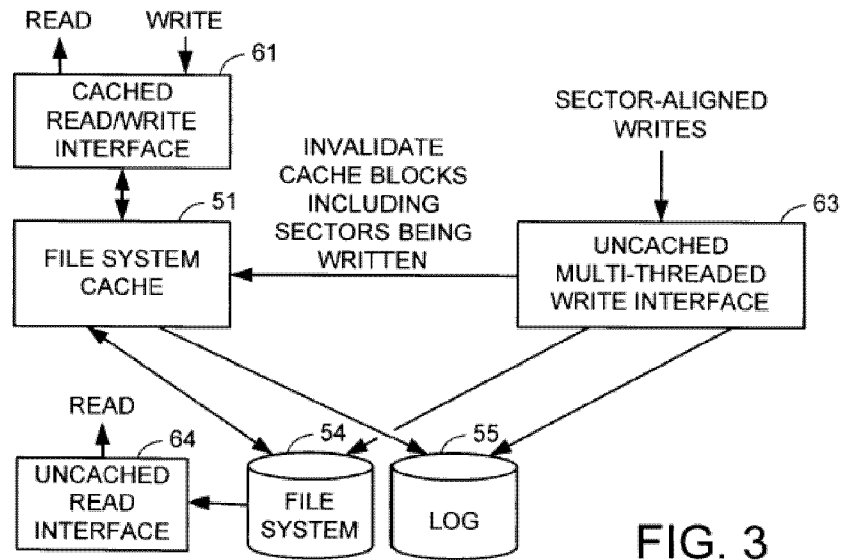 READ
WRITE
61
CACHED
READ/WRITE
INTERFACE
SECTOR-ALIGNED
WRITES
INVALIDATE
CACHE BLOCKS
INCLUDING
SECTORS BEING
WRITTEN
51
FILE SYSTEM
CACHE
63
UNCACHED
MULTI-THREADED
WRITE INTERFACE
READ
64
UNCACHED
READ
INTERFACE
54
FILE
SYSTEM
55
LOG
FIG. 3